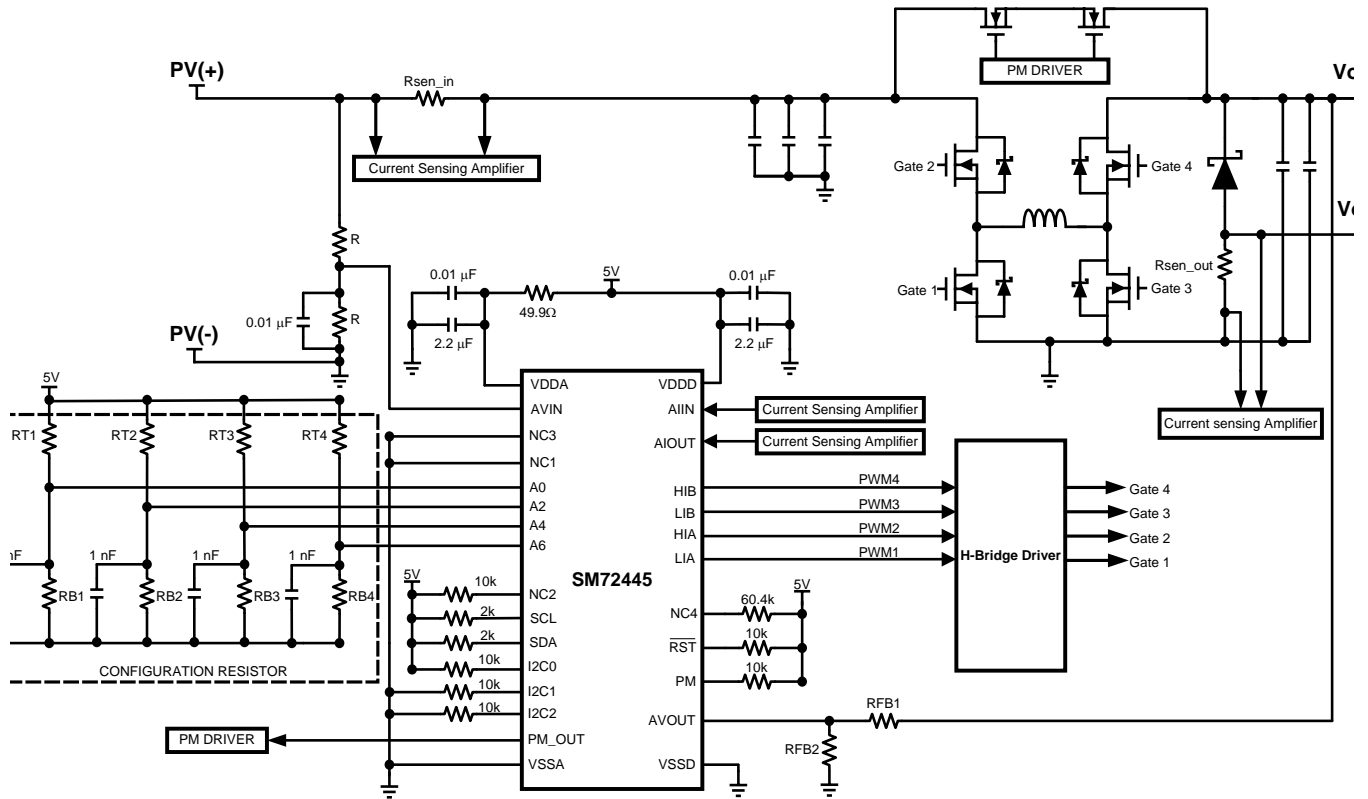 PM DRIVER
PV(+)
Rsen_in
Current Sensing Amplifier
Gate 2
Gate 4
Gate 1
Gate 3
Rsen_out
Current sensing Amplifier
R
0.01 µF
R
PV(-)
0.01 µF
2.2 µF
49.9Ω
5V
0.01 µF
2.2 µF
5V
RT1
RT2
RT3
RT4
1 nF
1 nF
1 nF
RB1
RB2
RB3
RB4
CONFIGURATION RESISTOR
VDDA
AVIN
NC3
NC1
A0
A2
A4
A6
NC2
SCL
SDA
I2C0
I2C1
I2C2
PM_OUT
VSSA
SM72445
VDDD
AIIN
AIOUT
HIB
LIB
HIA
LIA
NC4
RST
PM
AVOUT
VSSD
5V
10k
2k
2k
10k
10k
10k
PM DRIVER
Current Sensing Amplifier
Current Sensing Amplifier
PWM4
PWM3
PWM2
PWM1
H-Bridge Driver
Gate 4
Gate 3
Gate 2
Gate 1
5V
60.4k
10k
10k
RFB1
RFB2